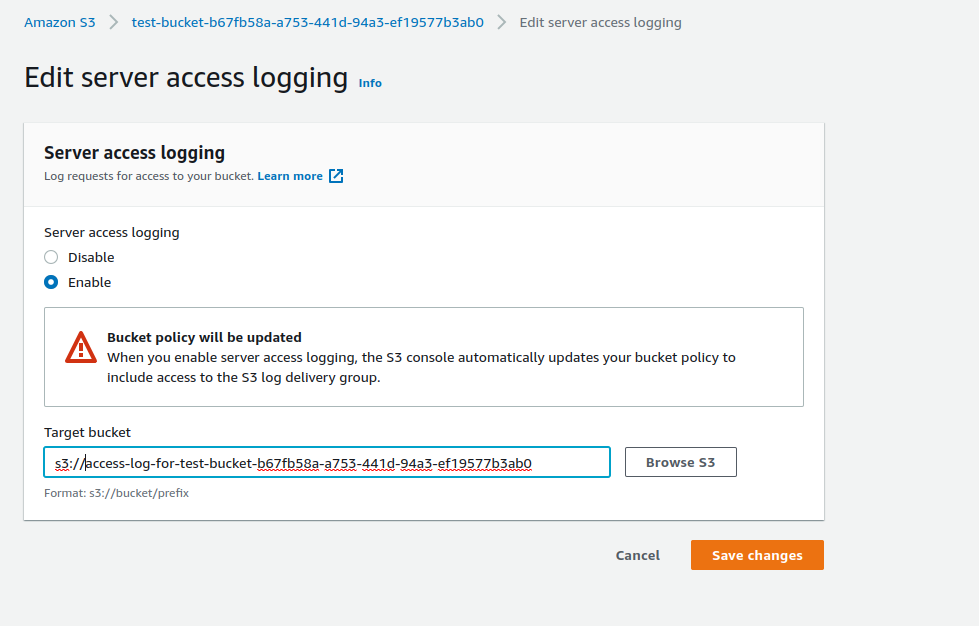 Amazon S3 > test-bucket-b67fb58a-a753-441d-94a3-ef19577b3ab0 > Edit server access logging
Edit server access logging Info
Server access logging
Log requests for access to your bucket. Learn more
Server access logging
Disable
Enable
Bucket policy will be updated
When you enable server access logging, the S3 console automatically updates your bucket policy to
include access to the S3 log delivery group.
Target bucket
s3://access-log-for-test-bucket-b67fb58a-a753-441d-94a3-ef19577b3ab0 Browse S3
Format: s3://bucket/prefix
Cancel Save changes